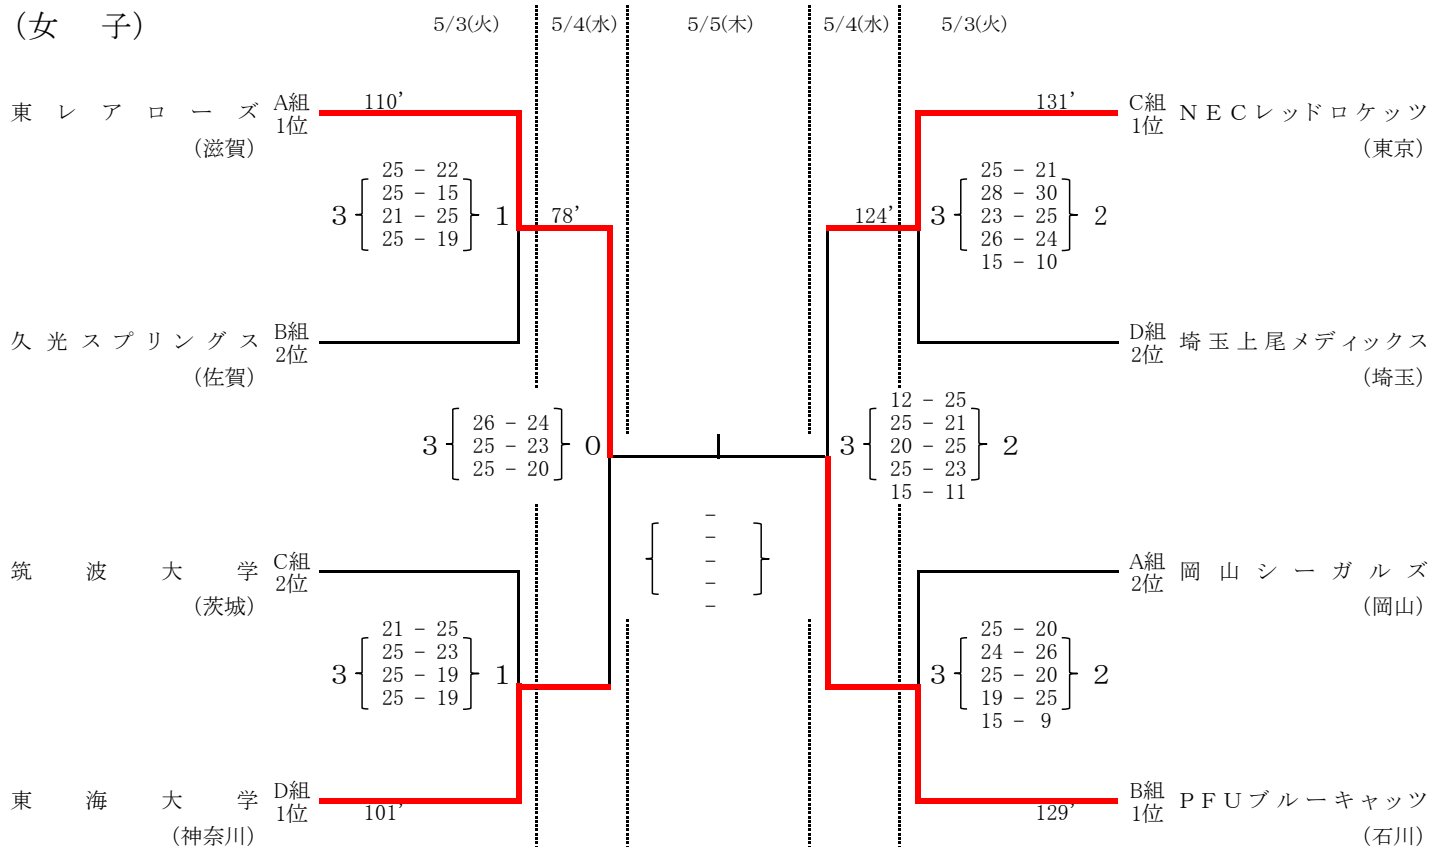 (女 子)
5/3(火) 5/4(水) 5/5(木) 5/4(水) 5/3(火)
東レアローズ A組 1位 110’
(滋賀)
25 - 22
25 - 15
3 21 - 25 1
25 - 19
78’
久光スプリングス B組 2位
(佐賀)
26 - 24
3 25 - 23 0
25 - 20
筑波大学 C組 2位
(茨城)
21 - 25
25 - 23
3 25 - 19 1
25 - 19
東海大学 D組 1位 101’
(神奈川)
-
-
-
-
-
131’ C組 1位 NECレッドロケッツ
(東京)
25 - 21
28 - 30
124’ 3 23 - 25 2
26 - 24
15 - 10
D組 2位 埼玉上尾メディックス
(埼玉)
12 - 25
25 - 21
3 20 - 25 2
25 - 23
15 - 11
A組 2位 岡山シーガルズ
(岡山)
25 - 20
24 - 26
3 25 - 20 2
19 - 25
15 - 9
129’ B組 1位 PFUブルーキャッツ
(石川)